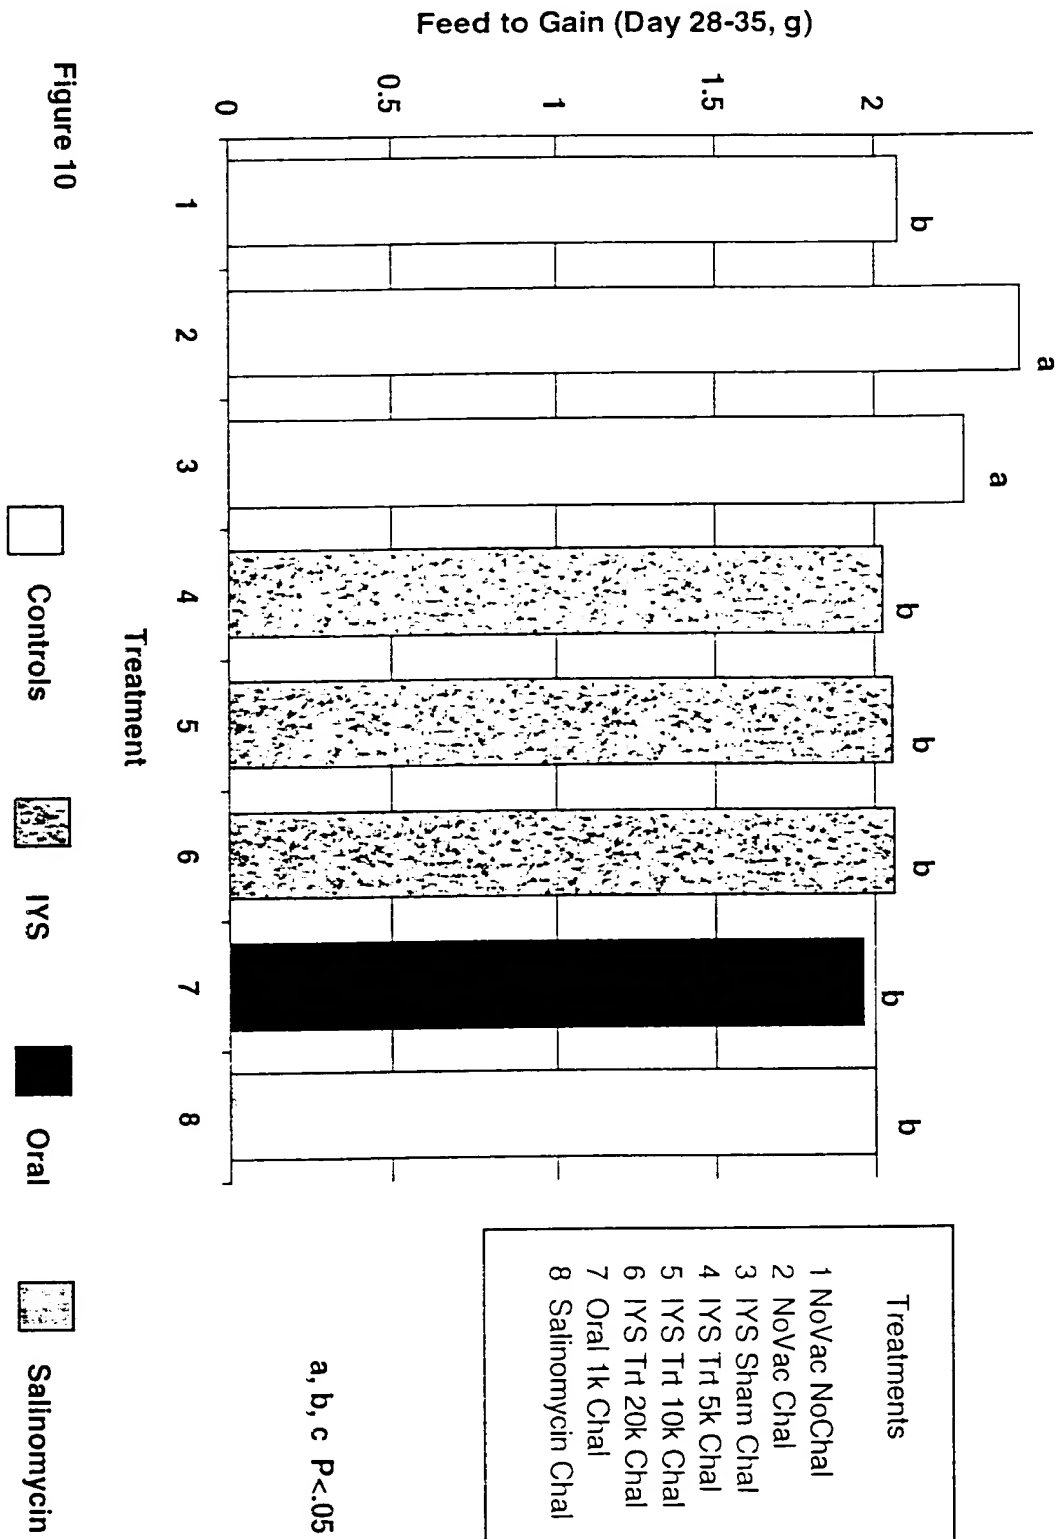 Feed to Gain (Day 28-35, g)
2
1.5
1
0.5
0
b
a
a
b
b
b
b
b
1
2
3
4
5
6
7
8
Treatment
Controls
IYS
Oral
Salinomycin
Treatments
1 NoVac NoChal
2 NoVac Chal
3 IYS Sham Chal
4 IYS Trt 5k Chal
5 IYS Trt 10k Chal
6 IYS Trt 20k Chal
7 Oral 1k Chal
8 Salinomycin Chal
a, b, c P<.05
Figure 10